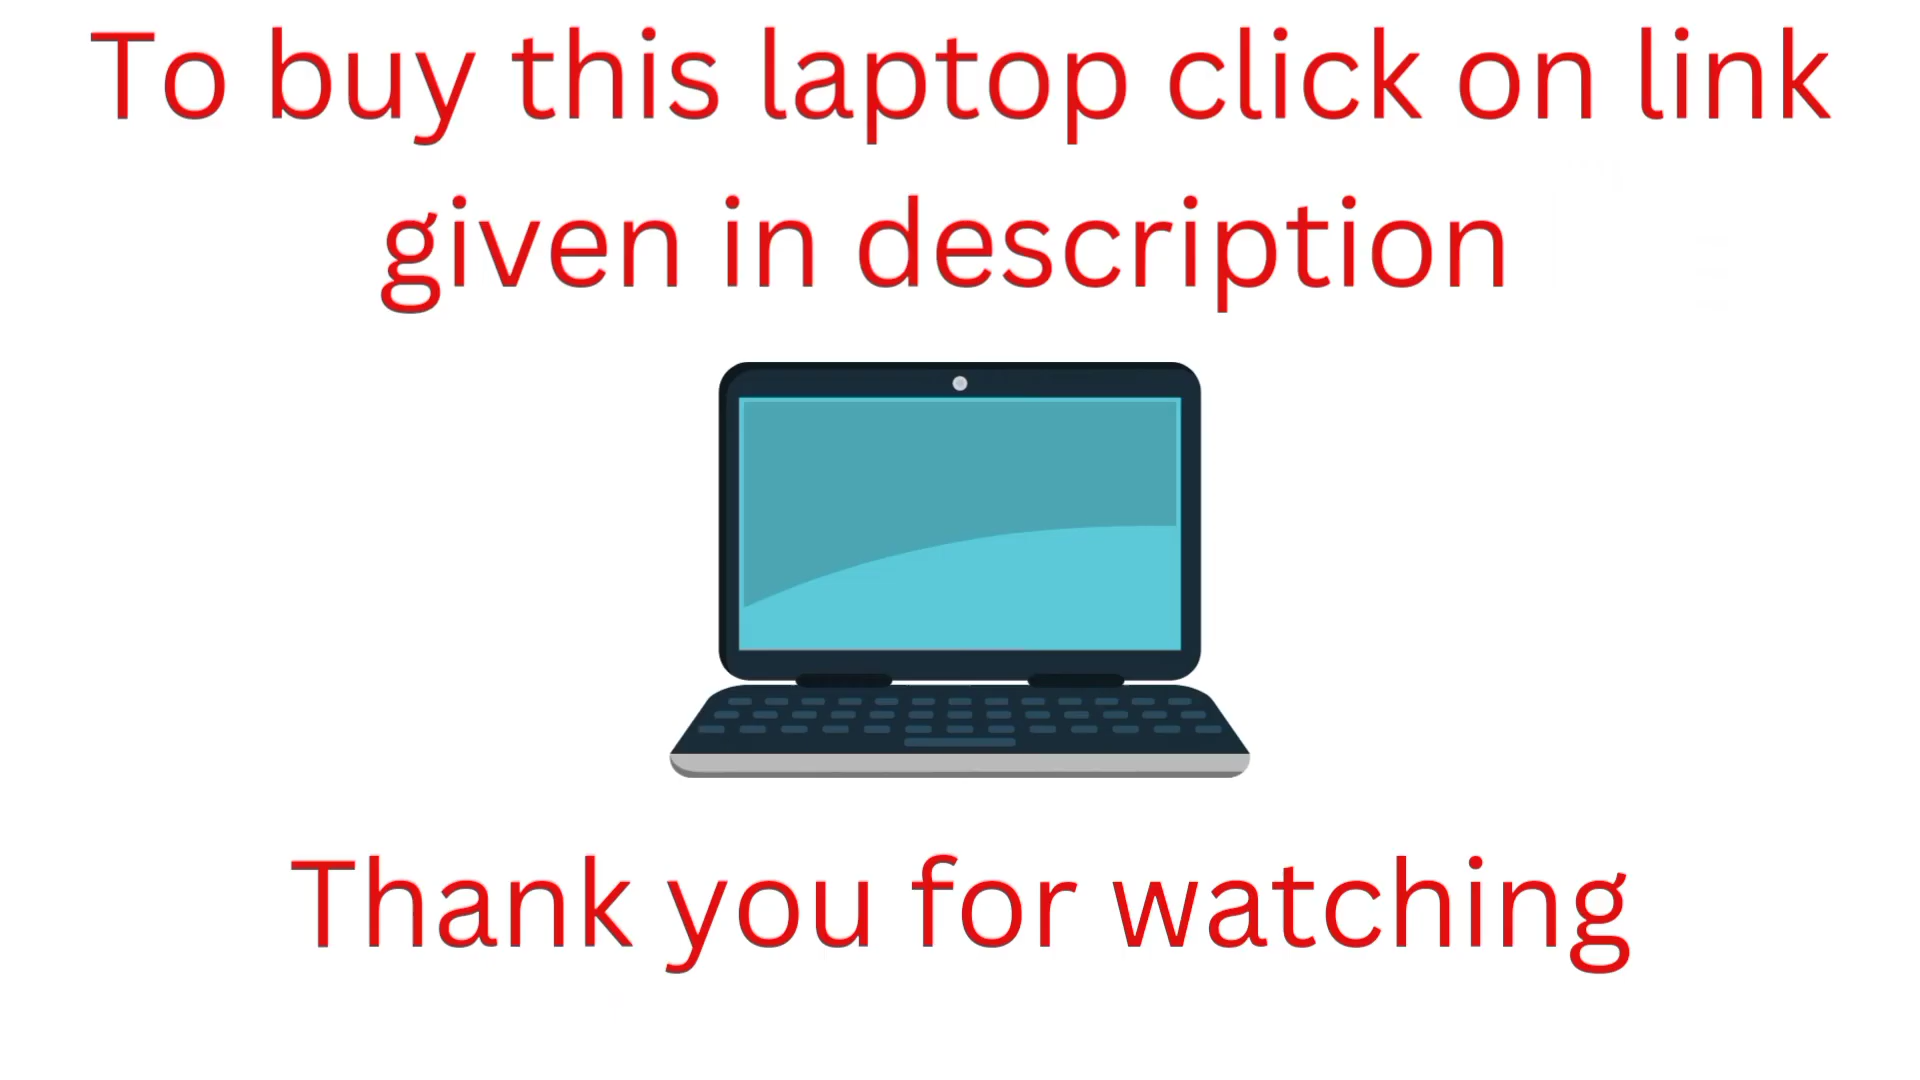 To buy this laptop click on link
given in description
Thank you for watching